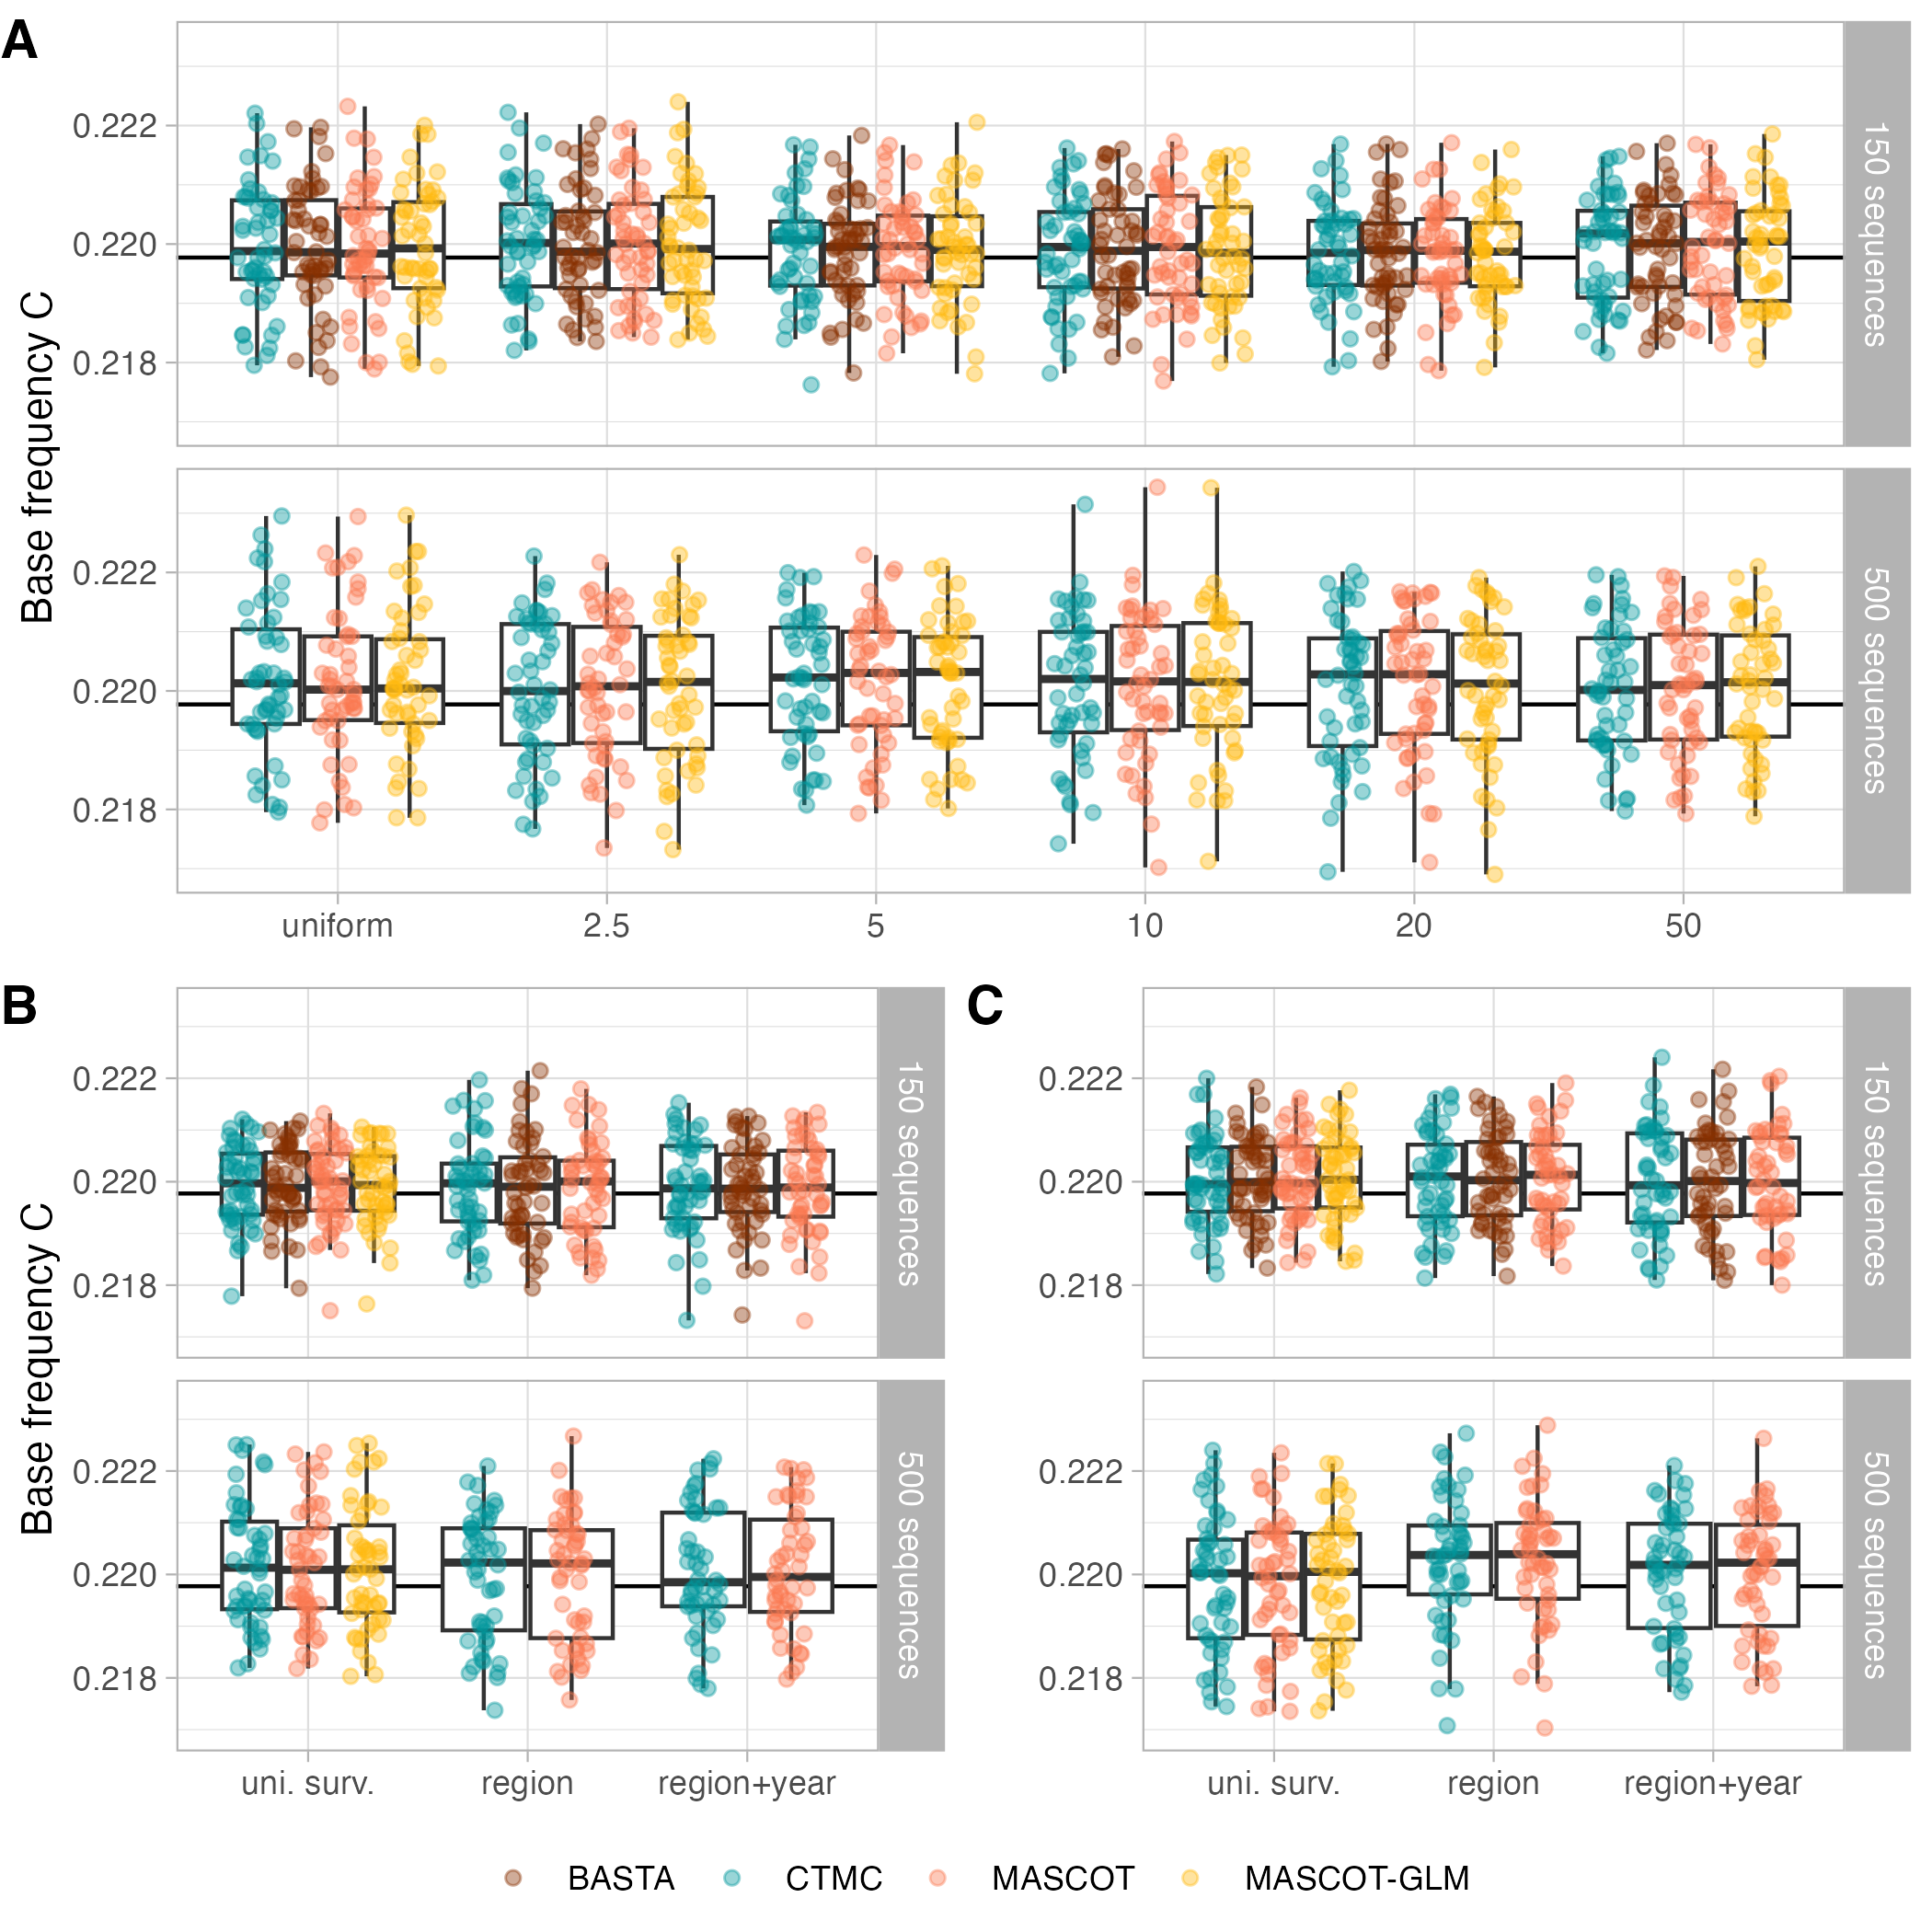 A
Base frequency C
0.222
0.220
0.218
150 sequences
0.222
0.220
0.218
500 sequences
uniform 2.5 5 10 20 50
B
Base frequency C
0.222
0.220
0.218
150 sequences
0.222
0.220
0.218
500 sequences
uni. surv. region region+year
C
0.222
0.220
0.218
150 sequences
0.222
0.220
0.218
500 sequences
uni. surv. region region+year
BASTA CTMC MASCOT MASCOT-GLM